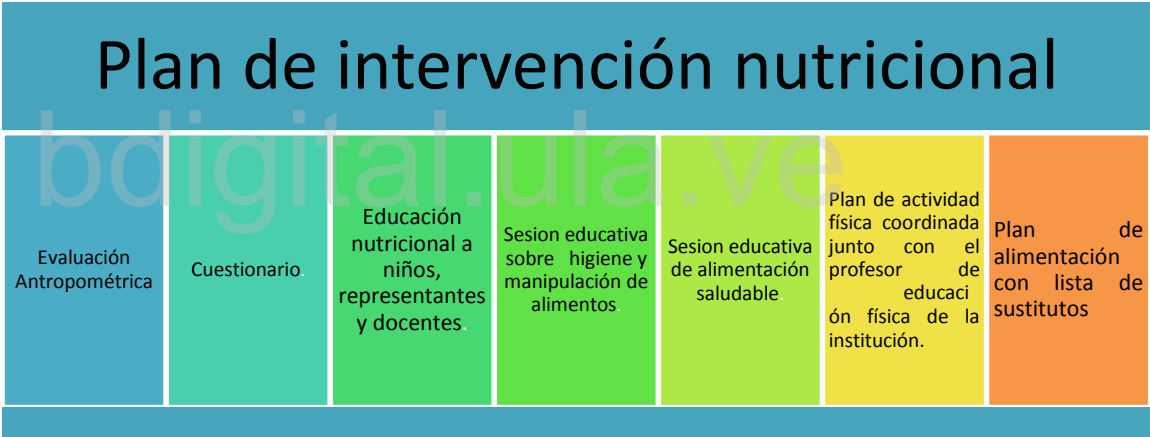 Plan de intervención nutricional
bdigital.ula.ve
Evaluación
Antropométrica
Cuestionario.
Educación
nutricional a
niños,
representantes
y docentes.
Sesion educativa
sobre higiene y
manipulación de
alimentos.
Sesion educativa
de alimentación
saludable.
Plan de actividad
física coordinada
junto con el
profesor de
educaci
ón física de la
institución.
Plan de
alimentación
con lista de
sustitutos